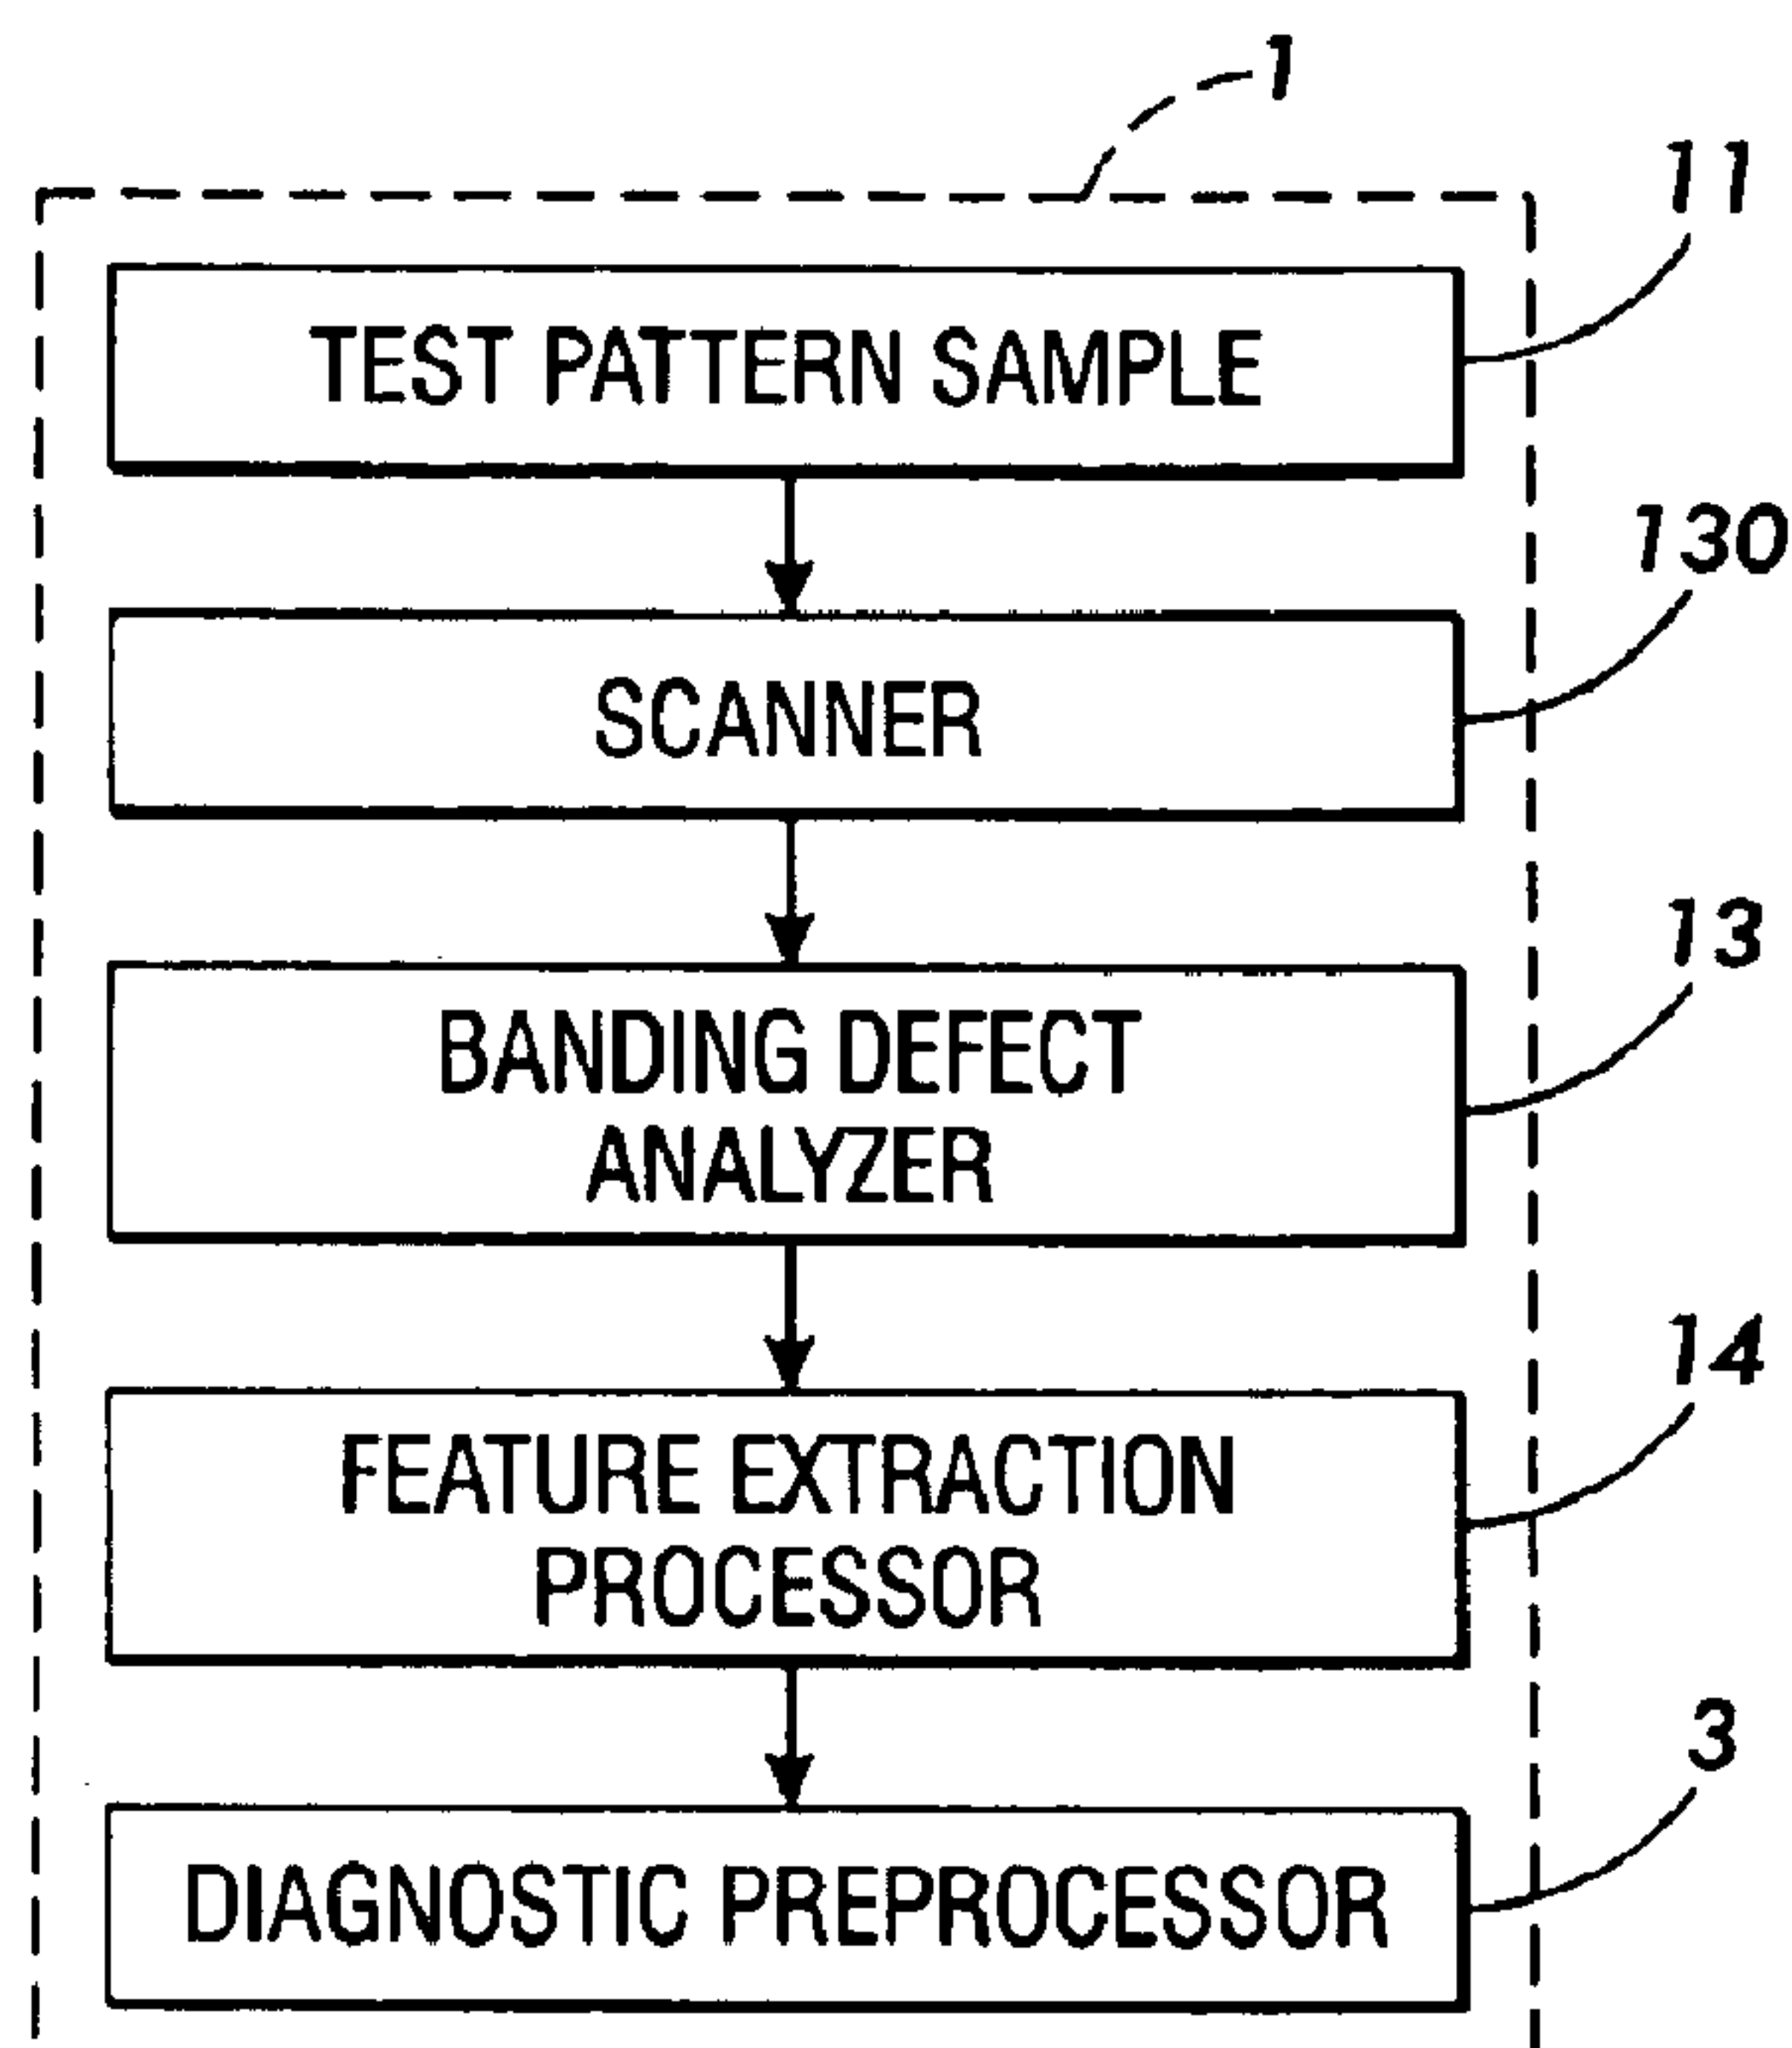 1
11
TEST PATTERN SAMPLE
130
SCANNER
13
BANDING DEFECT
ANALYZER
14
FEATURE EXTRACTION
PROCESSOR
3
DIAGNOSTIC PREPROCESSOR